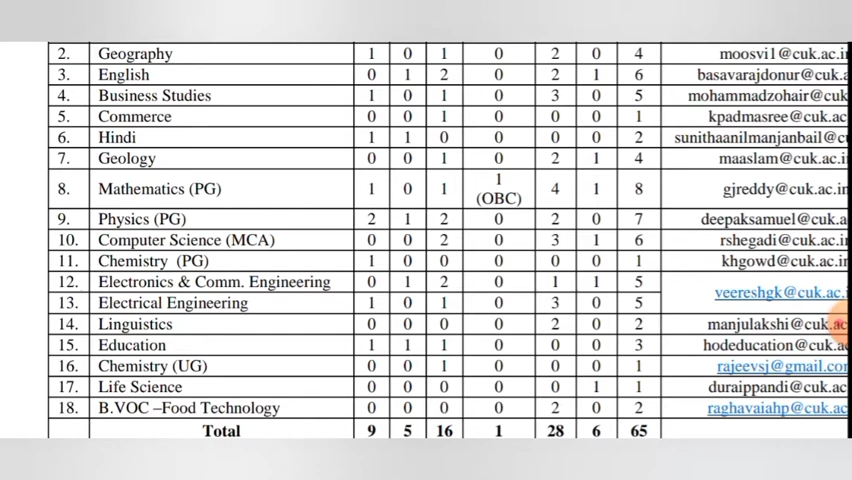 2. Geography 1 0 1 0 2 0 4 moosvi1@cuk.ac.in
3. English 0 1 2 0 2 1 6 basavarajdonur@cuk.a
4. Business Studies 1 0 1 0 3 0 5 mohammadzohair@cuk
5. Commerce 0 0 1 0 0 0 1 kpadmasree@cuk.ac
6. Hindi 1 1 0 0 0 0 2 sunithaanilmanjanbail@c
7. Geology 0 0 1 0 2 1 4 maaslam@cuk.ac.i
8. Mathematics (PG) 1 0 1 1 (OBC) 4 1 8 gjreddy@cuk.ac.i
9. Physics (PG) 2 1 2 0 2 0 7 deepaksamuel@cuk.a
10. Computer Science (MCA) 0 0 2 0 3 1 6 rshegadi@cuk.ac.i
11. Chemistry (PG) 1 0 0 0 0 0 1 khgowd@cuk.ac.i
12. Electronics & Comm. Engineering 0 1 2 0 1 1 5 veereshgk@cuk.ac.i
13. Electrical Engineering 1 0 1 0 3 0 5
14. Linguistics 0 0 0 0 2 0 2 manjulakshi@cuk.ac
15. Education 1 1 1 0 0 0 3 hodeducation@cuk.a
16. Chemistry (UG) 0 0 1 0 0 0 1 rajeevsj@gmail.co
17. Life Science 0 0 0 0 0 1 1 duraippandi@cuk.ac
18. B.VOC –Food Technology 0 0 0 0 2 0 2 raghavaiahp@cuk.ac
Total 9 5 16 1 28 6 65